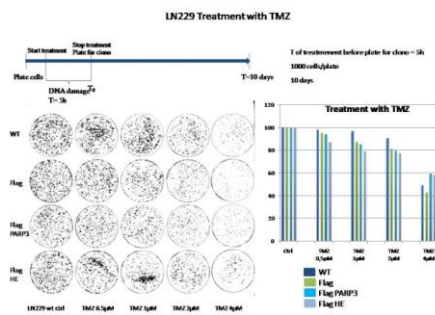 LN229 Treatment with TMZ
Start treatment
Stop treatment
Plate for clono
Plate cells
DNA damage
T= 5h
T=10 days
T of treatmenent before plate for clono = 5h
1000 cells/plate
10 days
WT
Flag
Flag
PARP3
Flag
HE
LN229 wt ctrl
TMZ 0.5µM
TMZ 1µM
TMZ 2µM
TMZ 4µM
Treatment with TMZ
120
100
80
60
40
20
0
Ctrl
TMZ
0,5µM
TMZ
1µM
TMZ
2µM
TMZ
4µM
WT
Flag
Flag PARP3
Flag HE